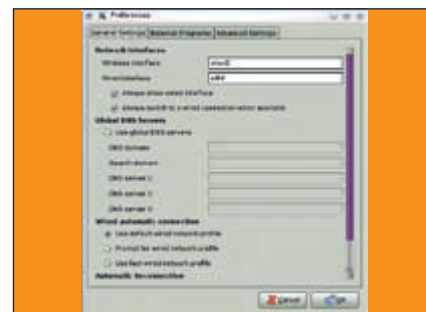 Preferences
General Settings External Programs Advanced Settings
Network Interfaces
Wireless Interface
Wired Interface
Always show wired interface
Always switch to a wired connection when available
Global DNS Servers
Use global DNS servers
DNS domain
Search domain
DNS server 1
DNS server 2
DNS server 3
Wired automatic connection
Use default wired network profile
Prompt for wired network profile
Use last wired network profile
Automatic Reconnection
Cancel OK